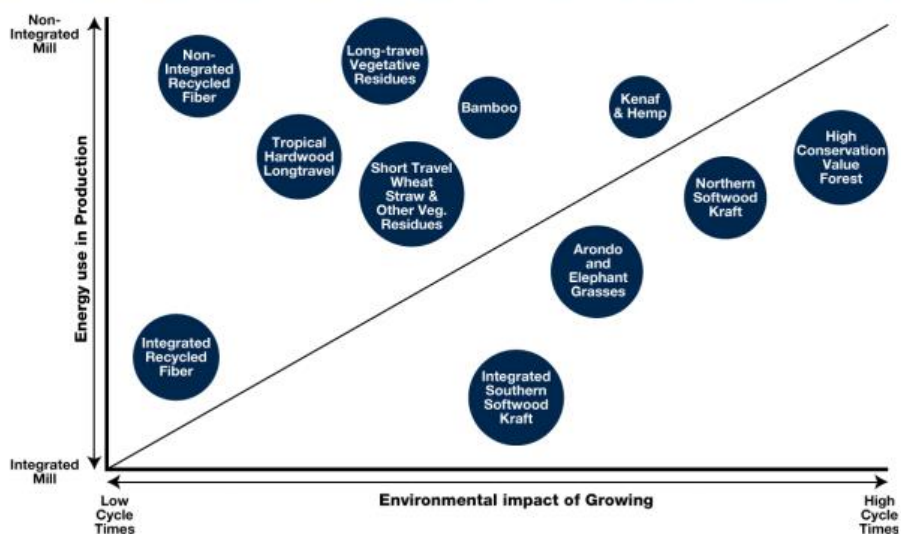 Non-
Integrated
Mill
Energy use in Production
Integrated
Mill
Non-
Integrated
Recycled
Fiber
Long-travel
Vegetative
Residues
Bamboo
Kenaf
& Hemp
High
Conservation
Value
Forest
Tropical
Hardwood
Longtravel
Short Travel
Wheat
Straw &
Other Veg.
Residues
Northern
Softwood
Kraft
Arondo
and
Elephant
Grasses
Integrated
Recycled
Fiber
Integrated
Southern
Softwood
Kraft
Low
Cycle
Times
Environmental impact of Growing
High
Cycle
Times